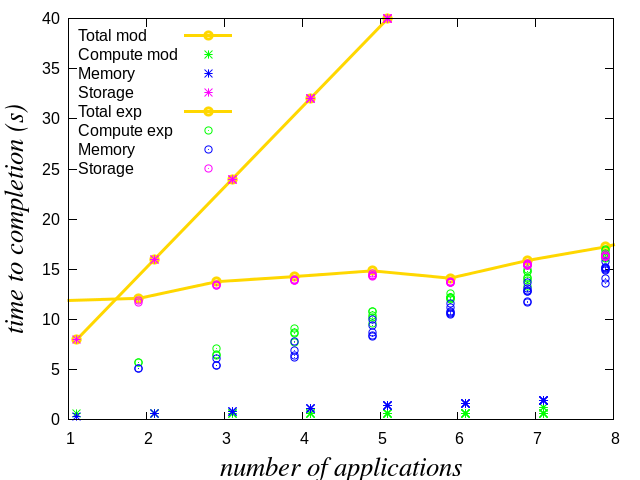 40
35
30
25
20
15
10
5
0
time to completion (s)
Total mod
Compute mod
Memory
Storage
Total exp
Compute exp
Memory
Storage
1 2 3 4 5 6 7 8
number of applications